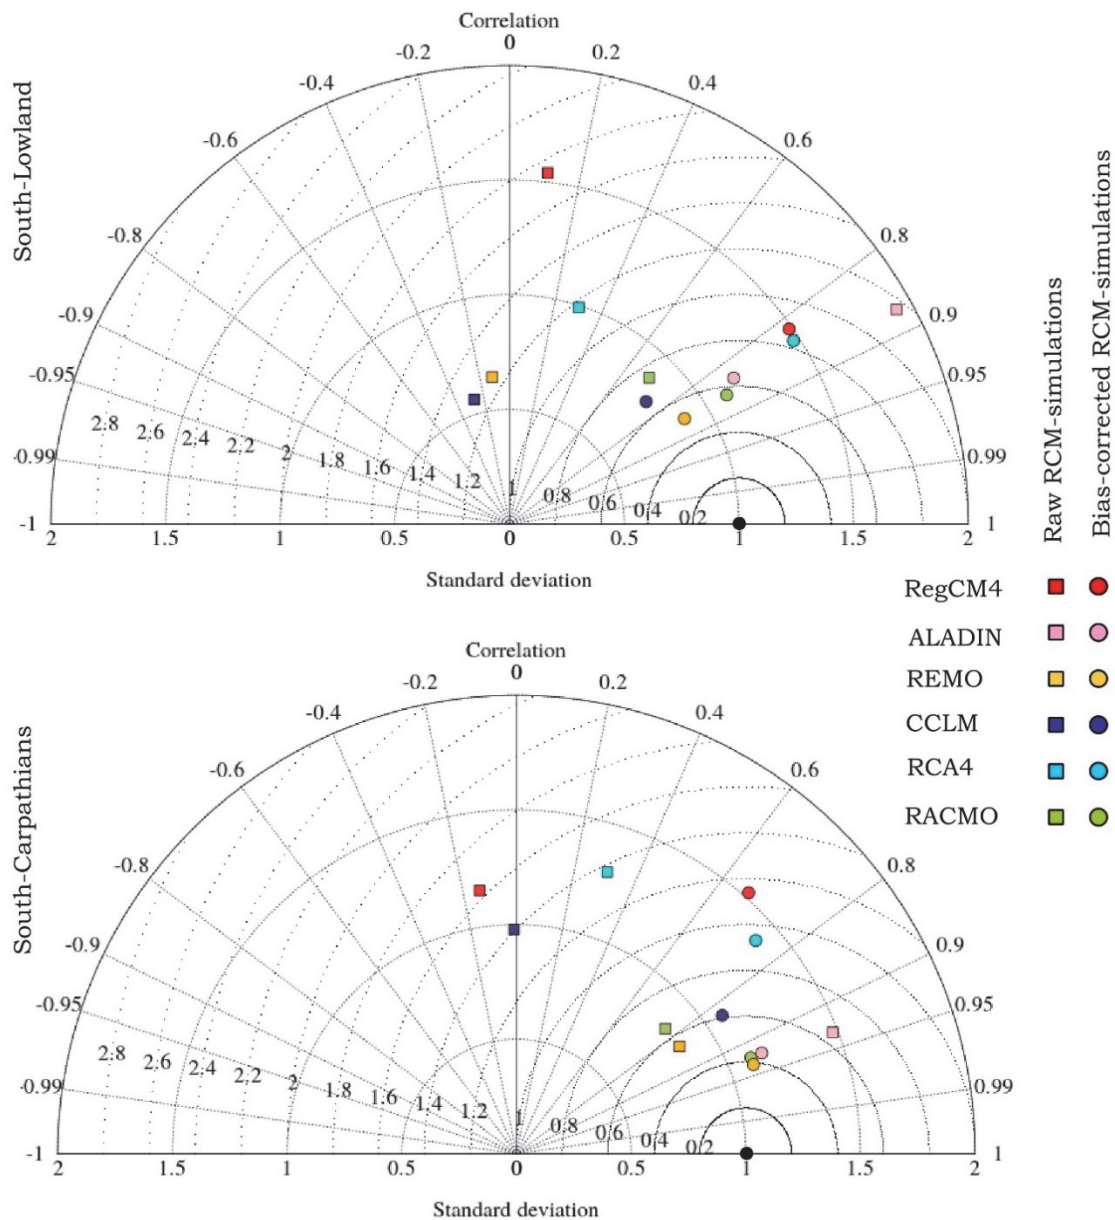 Correlation
0
-0.2 0.2
-0.4 0.4
-0.6 0.6
-0.8 0.8
-0.9 0.9
-0.95 0.95
-0.99 0.99
-1 1
2.8 2.6 2.4 2.2 2 1.8 1.6 1.4 1.2 1 0.8 0.6 0.4 0.2
2 1.5 1 0.5 0 0.5 1 1.5 2
Standard deviation
South-Lowland
Raw RCM-simulations
Bias-corrected RCM-simulations
RegCM4
ALADIN
REMO
CCLM
RCA4
RACMO
Correlation
0
-0.2 0.2
-0.4 0.4
-0.6 0.6
-0.8 0.8
-0.9 0.9
-0.95 0.95
-0.99 0.99
-1 1
2.8 2.6 2.4 2.2 2 1.8 1.6 1.4 1.2 1 0.8 0.6 0.4 0.2
2 1.5 1 0.5 0 0.5 1 1.5 2
Standard deviation
South-Carpathians